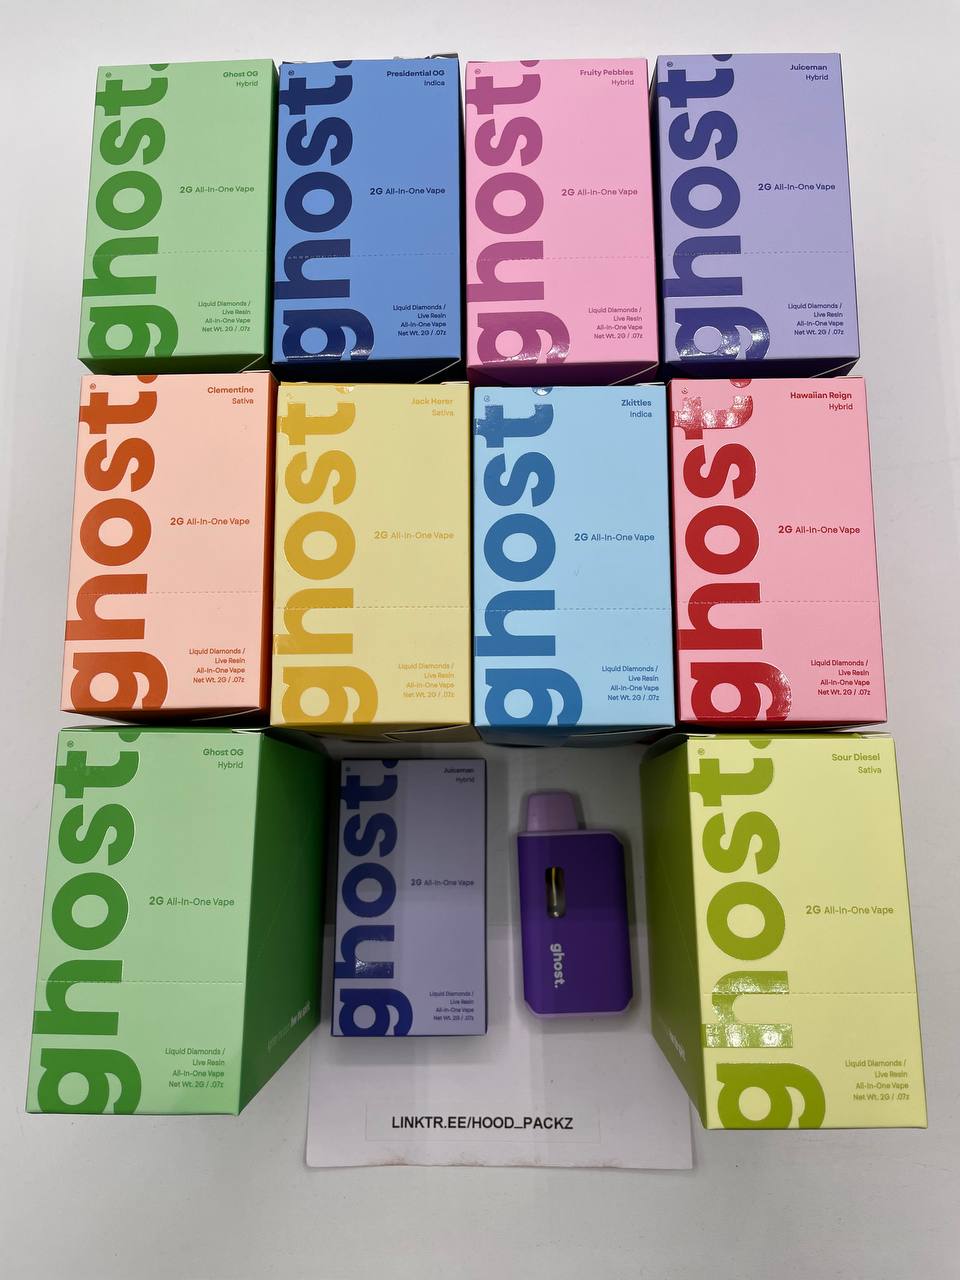 ghost.
Ghost OG
Hybrid
2G All-In-One Vape
Liquid Diamonds /
Live Resin
All-In-One Vape
Net Wt. 2G / .07z
ghost.
Presidential OG
Indica
2G All-In-One Vape
Liquid Diamonds /
Live Resin
All-In-One Vape
Net Wt. 2G / .07z
ghost.
Fruity Pebbles
Hybrid
2G All-In-One Vape
Liquid Diamonds /
Live Resin
All-In-One Vape
Net Wt. 2G / .07z
ghost.
Juiceman
Hybrid
2G All-In-One Vape
Liquid Diamonds /
Live Resin
All-In-One Vape
Net Wt. 2G / .07z
ghost.
Clementine
Sativa
2G All-In-One Vape
Liquid Diamonds /
Live Resin
All-In-One Vape
Net Wt. 2G / .07z
ghost.
Jack Herer
Sativa
2G All-In-One Vape
Liquid Diamonds /
Live Resin
All-In-One Vape
Net Wt. 2G / .07z
ghost.
Zkittles
Indica
2G All-In-One Vape
Liquid Diamonds /
Live Resin
All-In-One Vape
Net Wt. 2G / .07z
ghost.
Hawaiian Reign
Hybrid
2G All-In-One Vape
Liquid Diamonds /
Live Resin
All-In-One Vape
Net Wt. 2G / .07z
ghost.
Ghost OG
Hybrid
2G All-In-One Vape
Liquid Diamonds /
Live Resin
All-In-One Vape
Net Wt. 2G / .07z
ghost.
Juiceman
Hybrid
2G All-In-One Vape
Liquid Diamonds /
Live Resin
All-In-One Vape
Net Wt. 2G / .07z
ghost.
ghost.
Sour Diesel
Sativa
2G All-In-One Vape
Liquid Diamonds /
Live Resin
All-In-One Vape
Net Wt. 2G / .07z
LINKTR.EE/HOOD_PACKZ